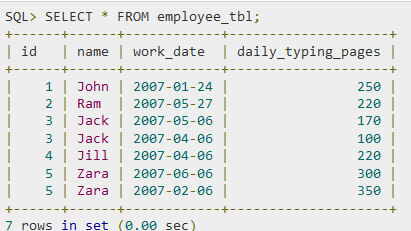 SQL> SELECT * FROM employee_tbl;
+------+------+------------+--------------------+
| id   | name | work_date  | daily_typing_pages |
+------+------+------------+--------------------+
|    1 | John | 2007-01-24 |                250 |
|    2 | Ram  | 2007-05-27 |                220 |
|    3 | Jack | 2007-05-06 |                170 |
|    3 | Jack | 2007-04-06 |                100 |
|    4 | Jill | 2007-04-06 |                220 |
|    5 | Zara | 2007-06-06 |                300 |
|    5 | Zara | 2007-02-06 |                350 |
+------+------+------------+--------------------+
7 rows in set (0.00 sec)